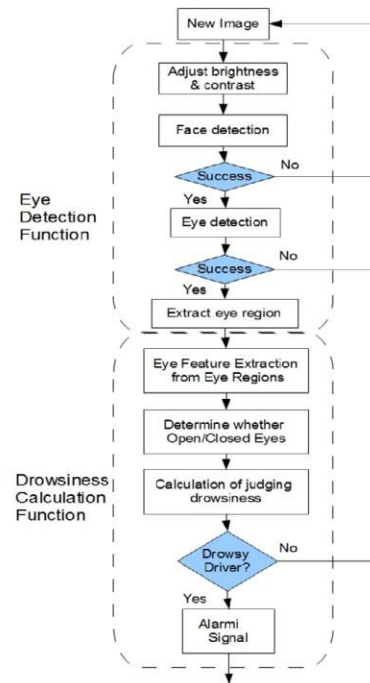 New Image
Adjust brightness
& contrast
Face detection
Success
No
Yes
Eye
Detection
Function
Eye detection
Success
No
Yes
Extract eye region
Eye Feature Extraction
from Eye Regions
Determine whether
Open/Closed Eyes
Drowsiness
Calculation
Function
Calculation of judging
drowsiness
Drowsy
Driver?
No
Yes
Alarmi
Signal